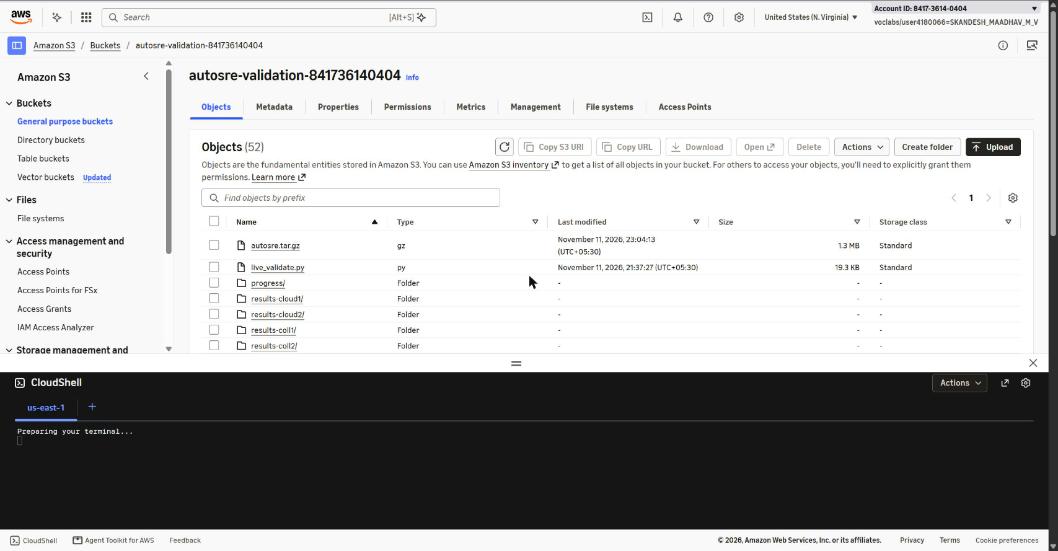 aws
Search
[Alt+S]
United States (N. Virginia)
Account ID: 8417-3614-0404
voclabs/user4180066=SKANDESH_MAADHAV_M_V
Amazon S3 / Buckets / autosre-validation-841736140404
Amazon S3
Buckets
General purpose buckets
Directory buckets
Table buckets
Vector buckets Updated
Files
File systems
Access management and security
Access Points
Access Points for FSx
Access Grants
IAM Access Analyzer
Storage management and
autosre-validation-841736140404 Info
Objects Metadata Properties Permissions Metrics Management File systems Access Points
Objects (52)
Copy S3 URI Copy URL Download Open Delete Actions Create folder Upload
Objects are the fundamental entities stored in Amazon S3. You can use Amazon S3 inventory to get a list of all objects in your bucket. For others to access your objects, you'll need to explicitly grant them
permissions. Learn more
Find objects by prefix
1
Name Type Last modified Size Storage class
autosre.tar.gz gz November 11, 2026, 23:04:13 (UTC+05:30) 1.3 MB Standard
live_validate.py py November 11, 2026, 21:37:27 (UTC+05:30) 19.3 KB Standard
progress/ Folder - - -
results-cloud1/ Folder - - -
results-cloud2/ Folder - - -
results-coll1/ Folder - - -
results-coll2/ Folder - - -
CloudShell
Actions
us-east-1
Preparing your terminal...
CloudShell Agent Toolkit for AWS Feedback
© 2026, Amazon Web Services, Inc. or its affiliates. Privacy Terms Cookie preferences